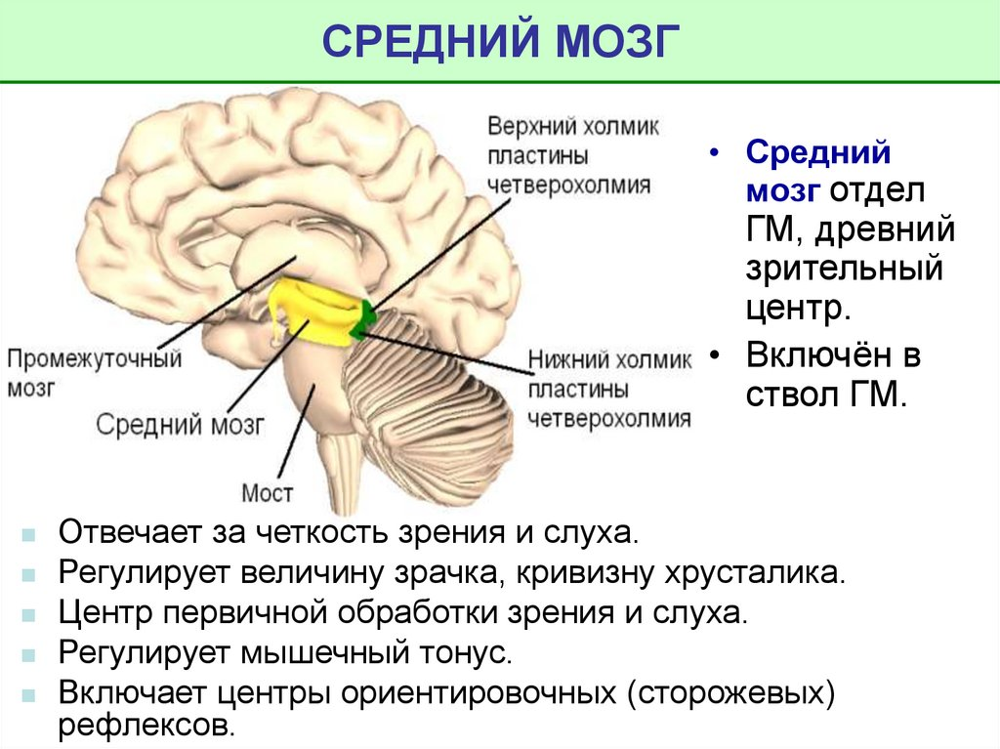 СРЕДНИЙ МОЗГ
Верхний холмик
пластины
четверохолмия
• Средний
мозг отдел
ГМ, древний
зрительный
центр.
• Включён в
ствол ГМ.
Промежуточный
мозг
Средний мозг
Мост
Нижний холмик
пластины
четверохолмия
Отвечает за четкость зрения и слуха.
Регулирует величину зрачка, кривизну хрусталика.
Центр первичной обработки зрения и слуха.
Регулирует мышечный тонус.
Включает центры ориентировочных (сторожевых)
рефлексов.